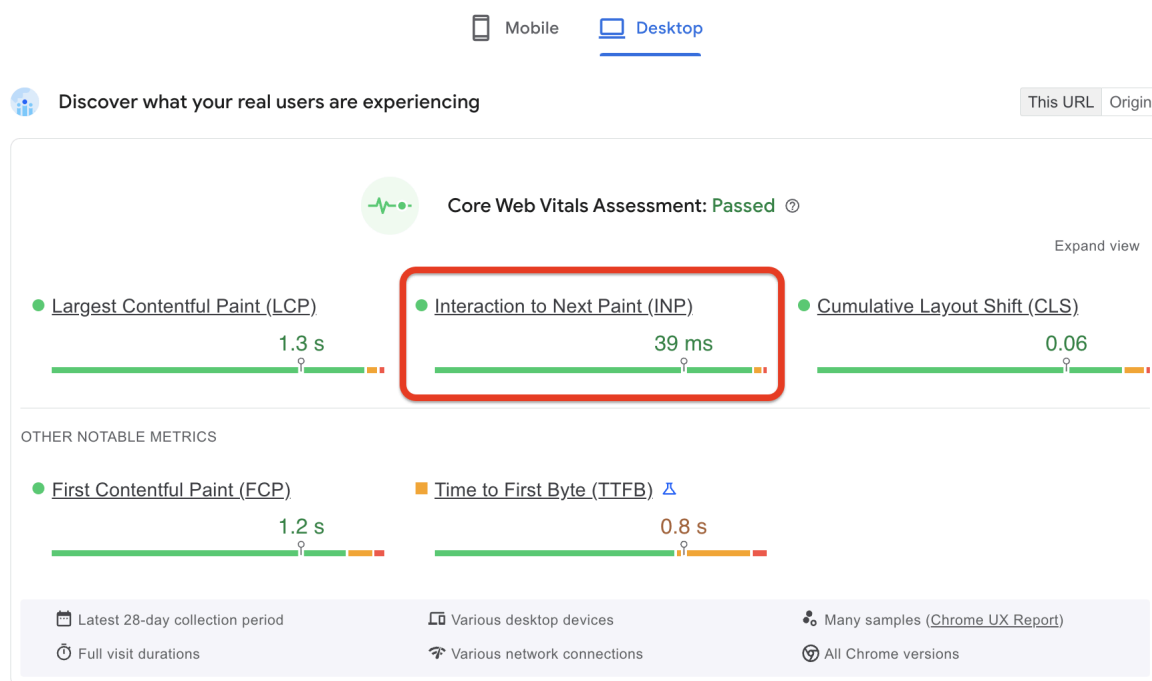 Mobile
Desktop
Discover what your real users are experiencing
This URL
Origin
Core Web Vitals Assessment: Passed
Expand view
Largest Contentful Paint (LCP)
1.3 s
Interaction to Next Paint (INP)
39 ms
Cumulative Layout Shift (CLS)
0.06
OTHER NOTABLE METRICS
First Contentful Paint (FCP)
1.2 s
Time to First Byte (TTFB)
0.8 s
Latest 28-day collection period
Various desktop devices
Many samples (Chrome UX Report)
Full visit durations
Various network connections
All Chrome versions